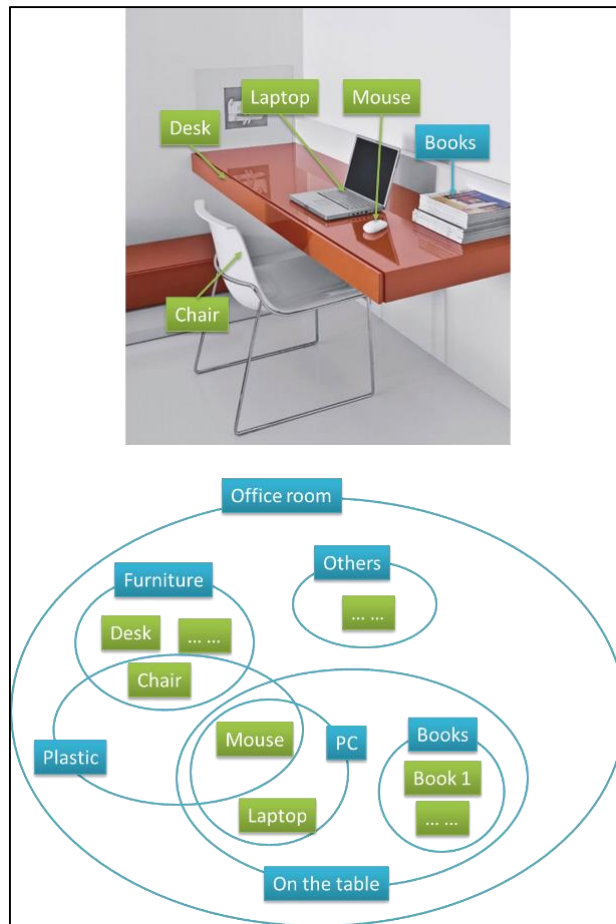 Laptop
Mouse
Desk
Books
Chair
Office room
Others
Furniture
... ...
Desk
... ...
Chair
Mouse
PC
Books
Plastic
Book 1
Laptop
... ...
On the table